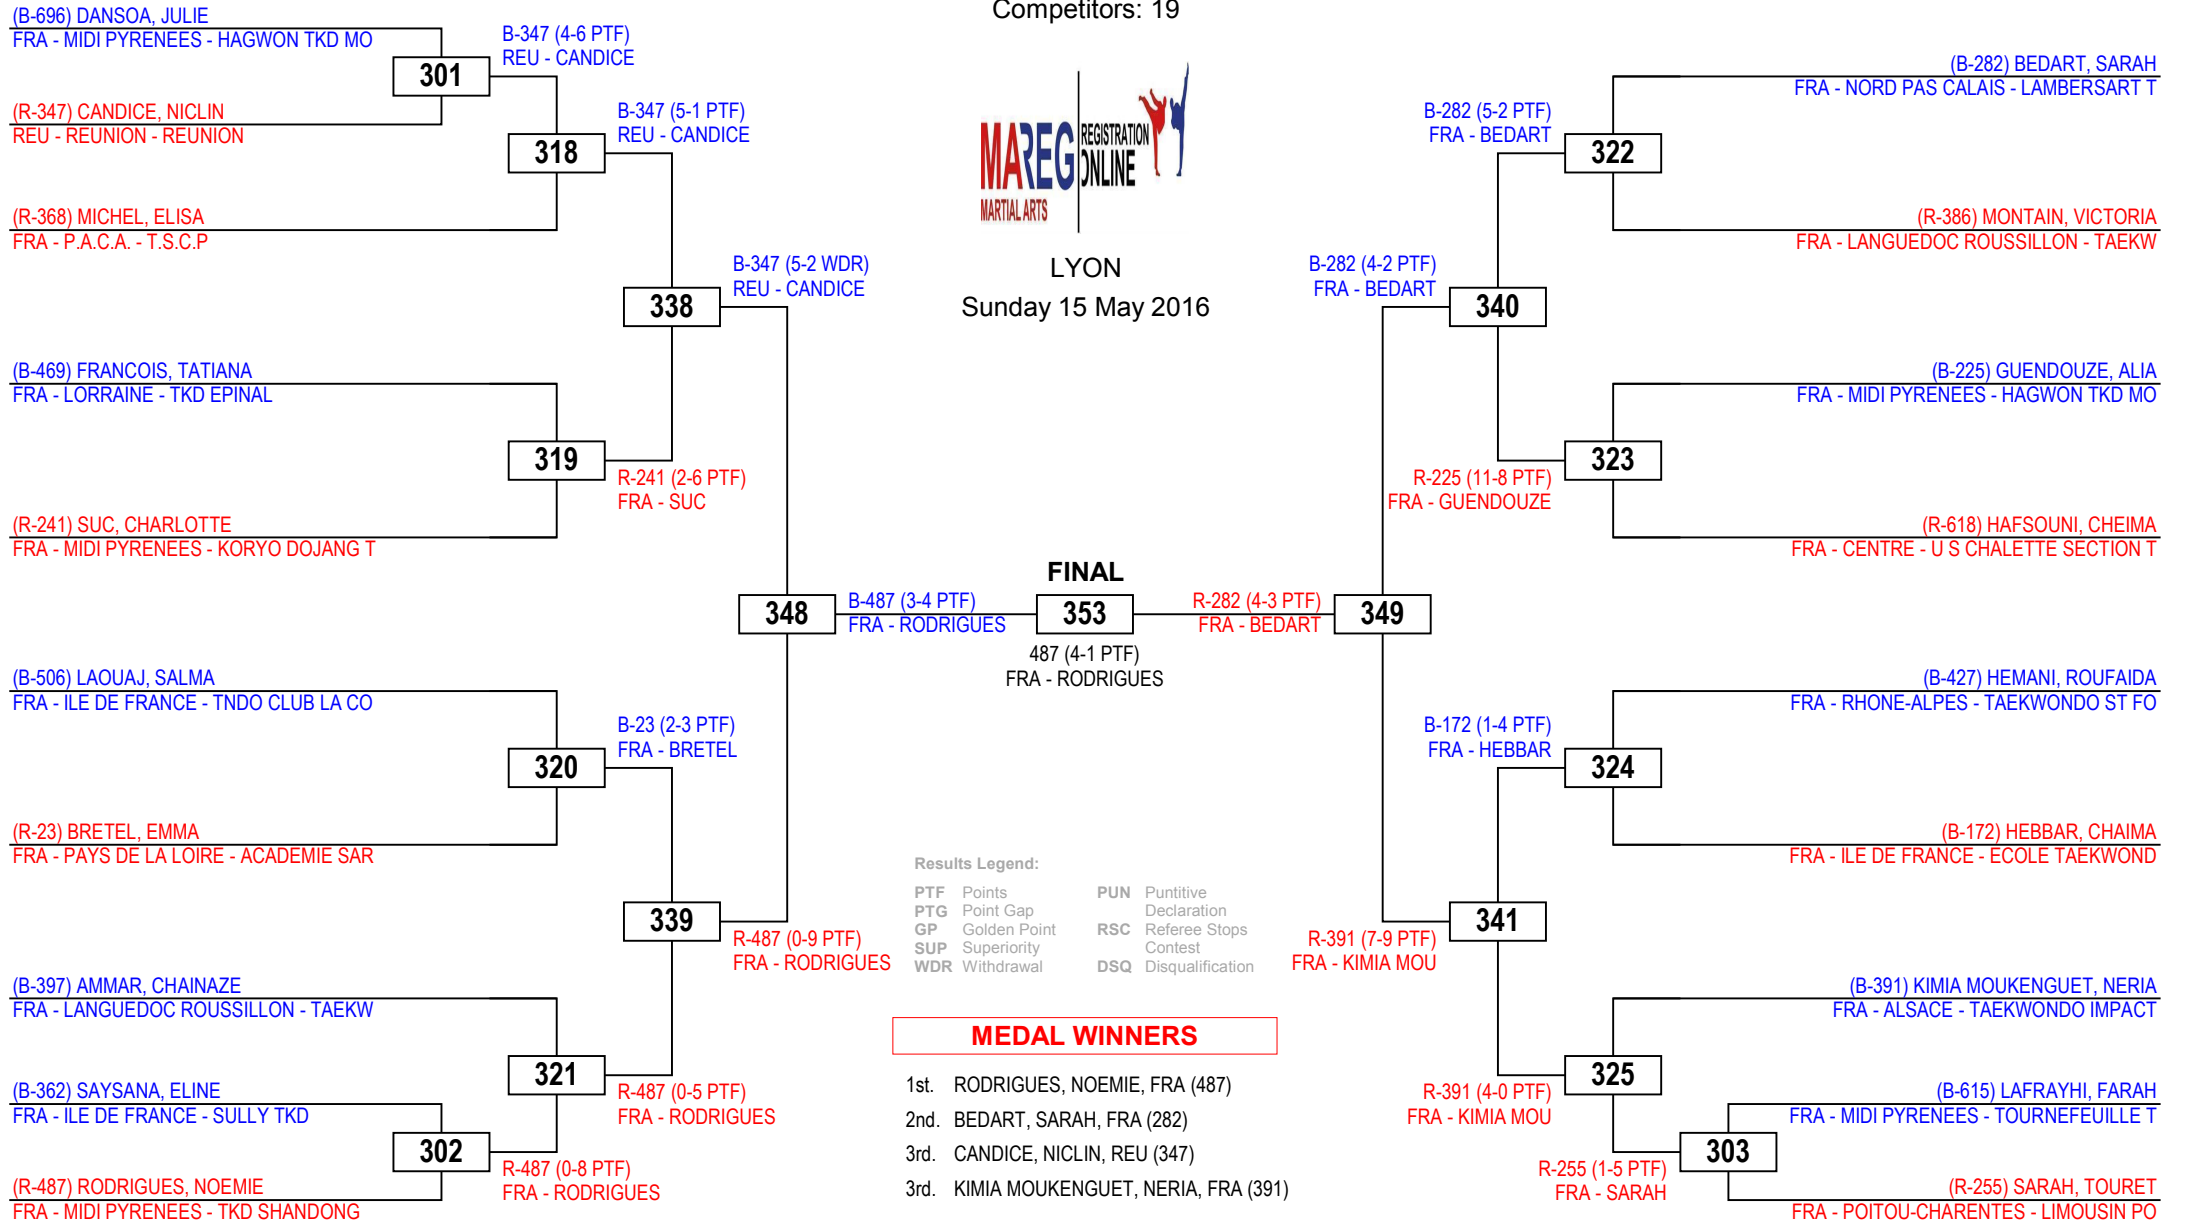 Competitors: 19
MAREG REGISTRATION ONLINE
MARTIAL ARTS
LYON
Sunday 15 May 2016
(B-696) DANSOA, JULIE
FRA - MIDI PYRENEES - HAGWON TKD MO
301
(R-347) CANDICE, NICLIN
REU - REUNION - REUNION
B-347 (4-6 PTF)
REU - CANDICE
318
(R-368) MICHEL, ELISA
FRA - P.A.C.A. - T.S.C.P
B-347 (5-1 PTF)
REU - CANDICE
338
B-347 (5-2 WDR)
REU - CANDICE
(B-469) FRANCOIS, TATIANA
FRA - LORRAINE - TKD EPINAL
319
(R-241) SUC, CHARLOTTE
FRA - MIDI PYRENEES - KORYO DOJANG T
R-241 (2-6 PTF)
FRA - SUC
348
B-487 (3-4 PTF)
FRA - RODRIGUES
(B-506) LAOUAJ, SALMA
FRA - ILE DE FRANCE - TNDO CLUB LA CO
320
(R-23) BRETEL, EMMA
FRA - PAYS DE LA LOIRE - ACADEMIE SAR
B-23 (2-3 PTF)
FRA - BRETEL
339
R-487 (0-9 PTF)
FRA - RODRIGUES
(B-397) AMMAR, CHAINAZE
FRA - LANGUEDOC ROUSSILLON - TAEKW
321
R-487 (0-5 PTF)
FRA - RODRIGUES
(B-362) SAYSANA, ELINE
FRA - ILE DE FRANCE - SULLY TKD
302
(R-487) RODRIGUES, NOEMIE
FRA - MIDI PYRENEES - TKD SHANDONG
R-487 (0-8 PTF)
FRA - RODRIGUES
FINAL
353
487 (4-1 PTF)
FRA - RODRIGUES
(B-282) BEDART, SARAH
FRA - NORD PAS CALAIS - LAMBERSART T
B-282 (5-2 PTF)
FRA - BEDART
322
(R-386) MONTAIN, VICTORIA
FRA - LANGUEDOC ROUSSILLON - TAEKW
B-282 (4-2 PTF)
FRA - BEDART
340
(B-225) GUENDOUZE, ALIA
FRA - MIDI PYRENEES - HAGWON TKD MO
323
R-225 (11-8 PTF)
FRA - GUENDOUZE
(R-618) HAFSOUNI, CHEIMA
FRA - CENTRE - U S CHALETTE SECTION T
R-282 (4-3 PTF)
FRA - BEDART
349
(B-427) HEMANI, ROUFAIDA
FRA - RHONE-ALPES - TAEKWONDO ST FO
B-172 (1-4 PTF)
FRA - HEBBAR
324
(B-172) HEBBAR, CHAIMA
FRA - ILE DE FRANCE - ECOLE TAEKWOND
341
R-391 (7-9 PTF)
FRA - KIMIA MOU
(B-391) KIMIA MOUKENGUET, NERIA
FRA - ALSACE - TAEKWONDO IMPACT
325
R-391 (4-0 PTF)
FRA - KIMIA MOU
(B-615) LAFRAYHI, FARAH
FRA - MIDI PYRENEES - TOURNEFEUILLE T
303
R-255 (1-5 PTF)
FRA - SARAH
(R-255) SARAH, TOURET
FRA - POITOU-CHARENTES - LIMOUSIN PO
Results Legend:
PTF Points
PTG Point Gap
GP Golden Point
SUP Superiority
WDR Withdrawal
PUN Puntitive
Declaration
RSC Referee Stops
Contest
DSQ Disqualification
MEDAL WINNERS
1st. RODRIGUES, NOEMIE, FRA (487)
2nd. BEDART, SARAH, FRA (282)
3rd. CANDICE, NICLIN, REU (347)
3rd. KIMIA MOUKENGUET, NERIA, FRA (391)